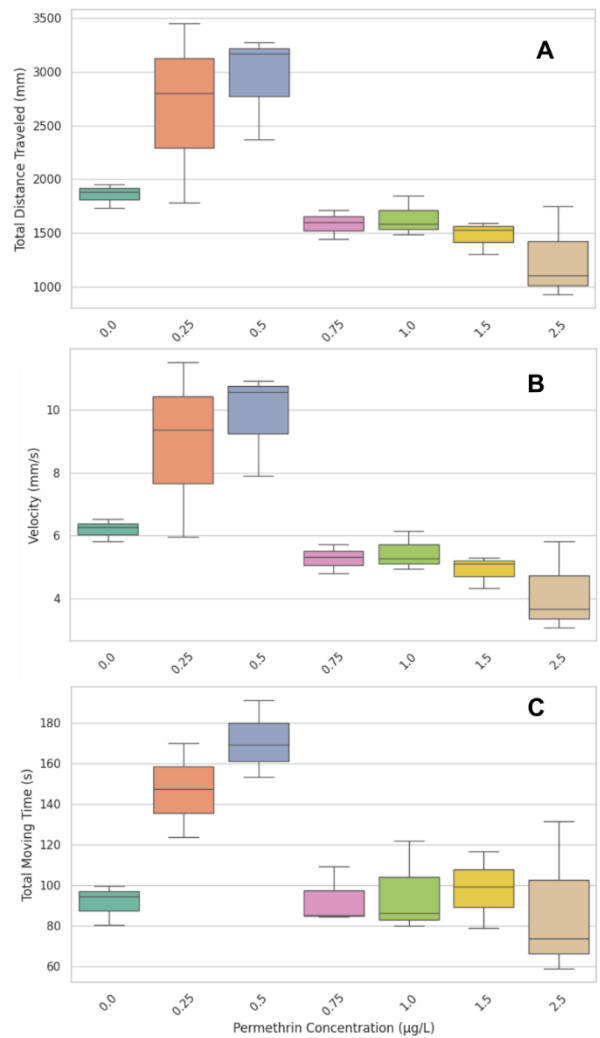 3500
A
3000
Total Distance Traveled (mm)
2500
2000
1500
1000
0.0 0.25 0.5 0.75 1.0 1.5 2.5
B
10
Velocity (mm/s)
8
6
4
0.0 0.25 0.5 0.75 1.0 1.5 2.5
C
180
160
Total Moving Time (s)
140
120
100
80
60
0.0 0.25 0.5 0.75 1.0 1.5 2.5
Permethrin Concentration (µg/L)